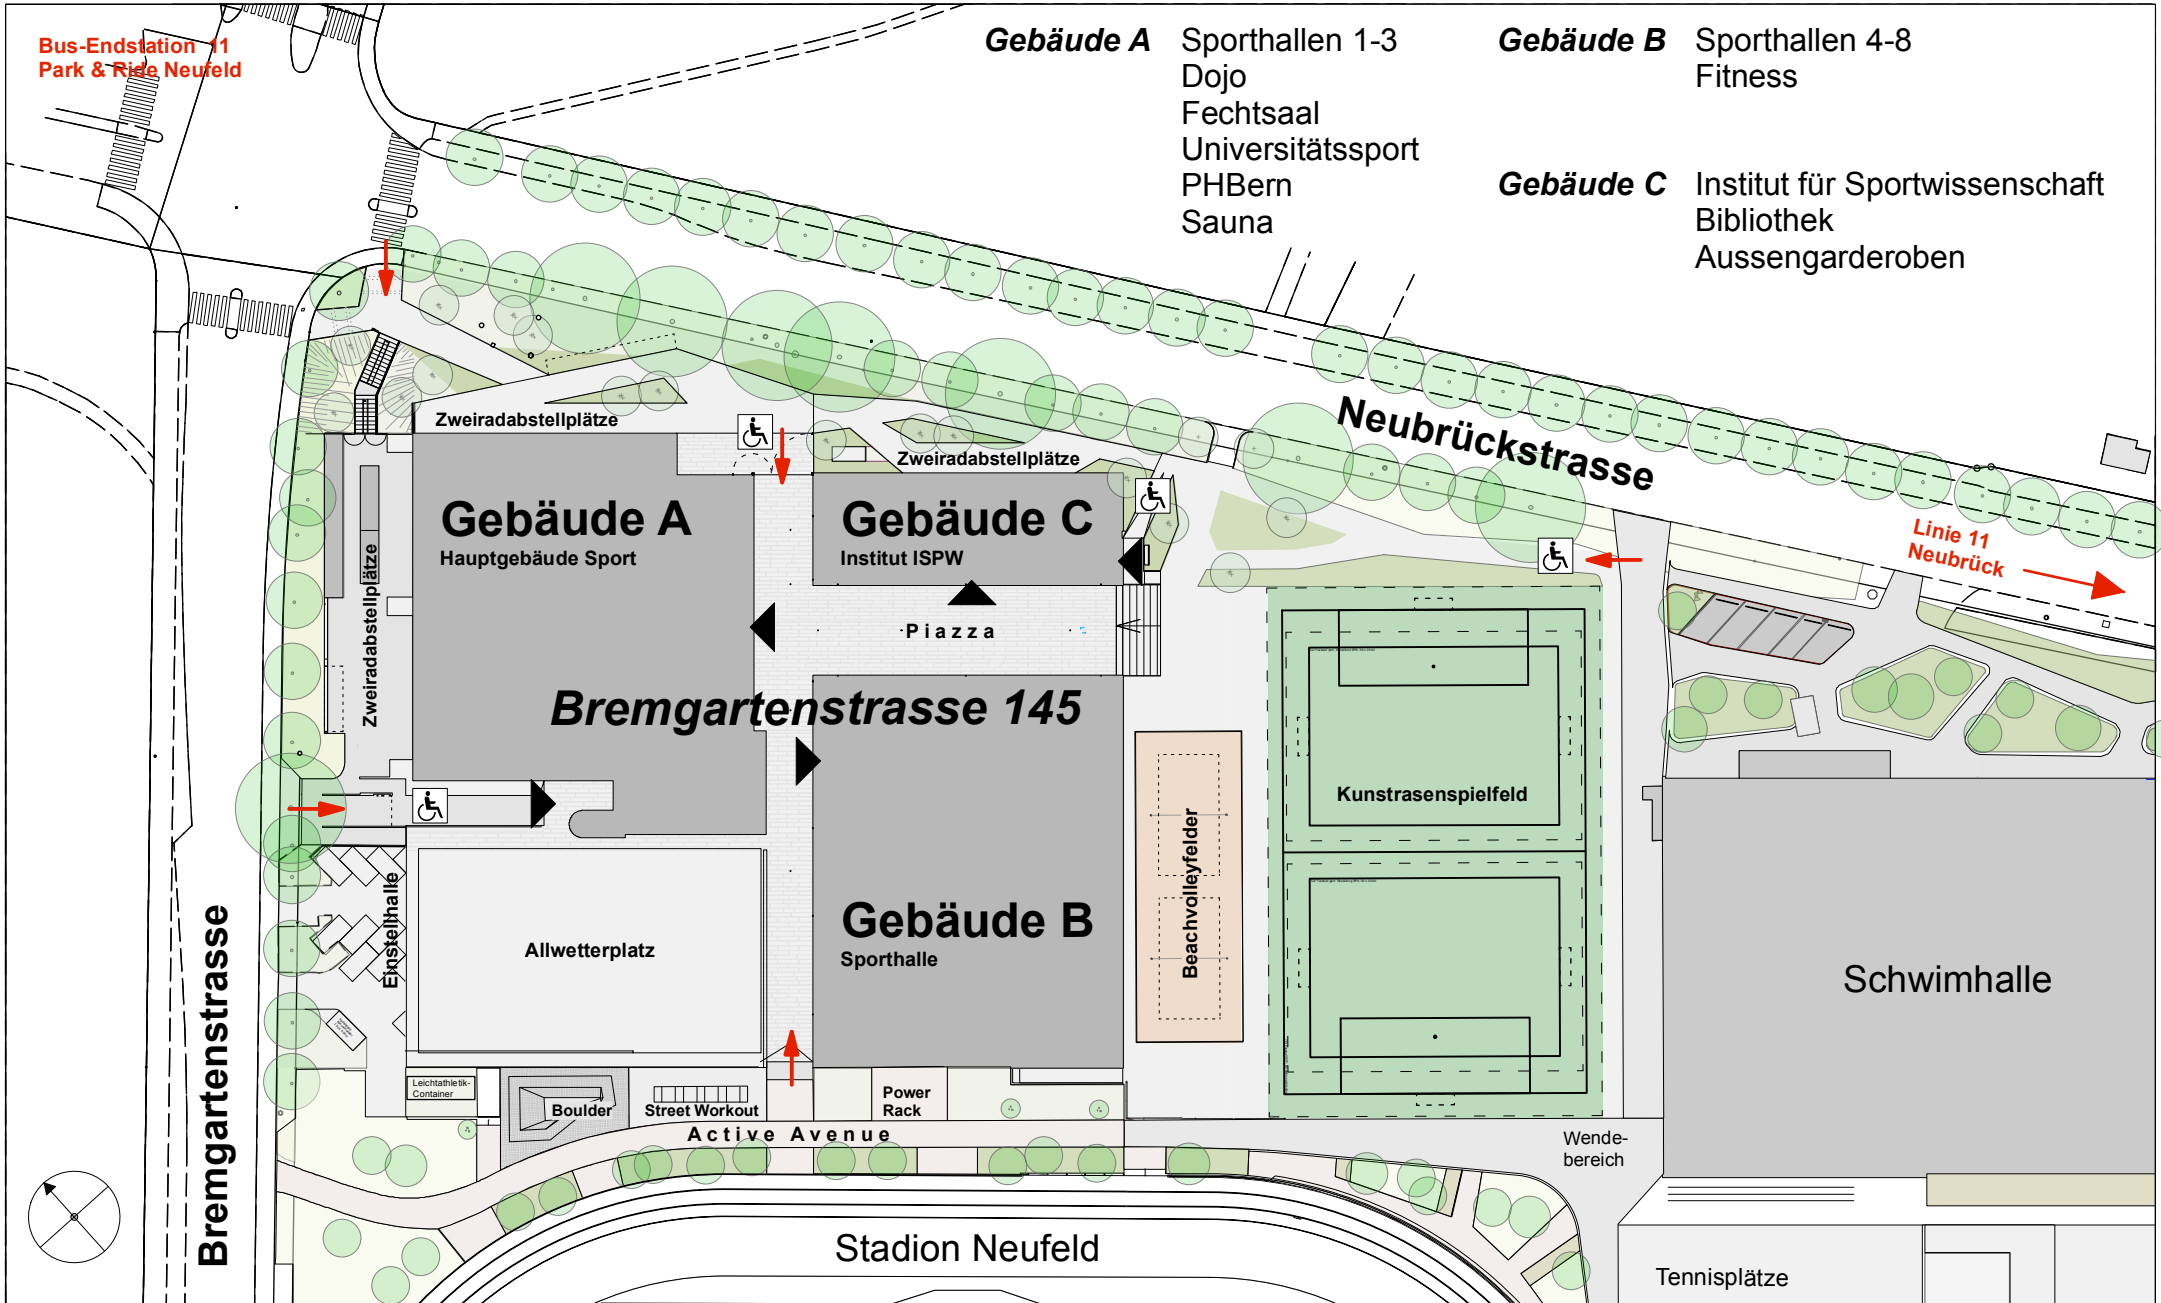 Bus-Endstation 11
Park & Ride Neufeld
Gebäude A
Sporthallen 1-3
Dojo
Fechtsaal
Universitätssport
PHBern
Sauna
Gebäude B
Sporthallen 4-8
Fitness
Gebäude C
Institut für Sportwissenschaft
Bibliothek
Aussengarderoben
Zweiradabstellplätze
Zweiradabstellplätze
Neubrückstrasse
Gebäude A
Hauptgebäude Sport
Gebäude C
Institut ISPW
Linie 11
Neubrück
Zweiradabstellplätze
Piazza
Bremgartenstrasse 145
Kunstrasenspielfeld
Beachvolleyfelder
Einstellhalle
Allwetterplatz
Gebäude B
Sporthalle
Schwimhalle
Bremgartenstrasse
Leichtathletik-
Container
Boulder
Street Workout
Power
Rack
Active Avenue
Wende-
bereich
Stadion Neufeld
Tennisplätze